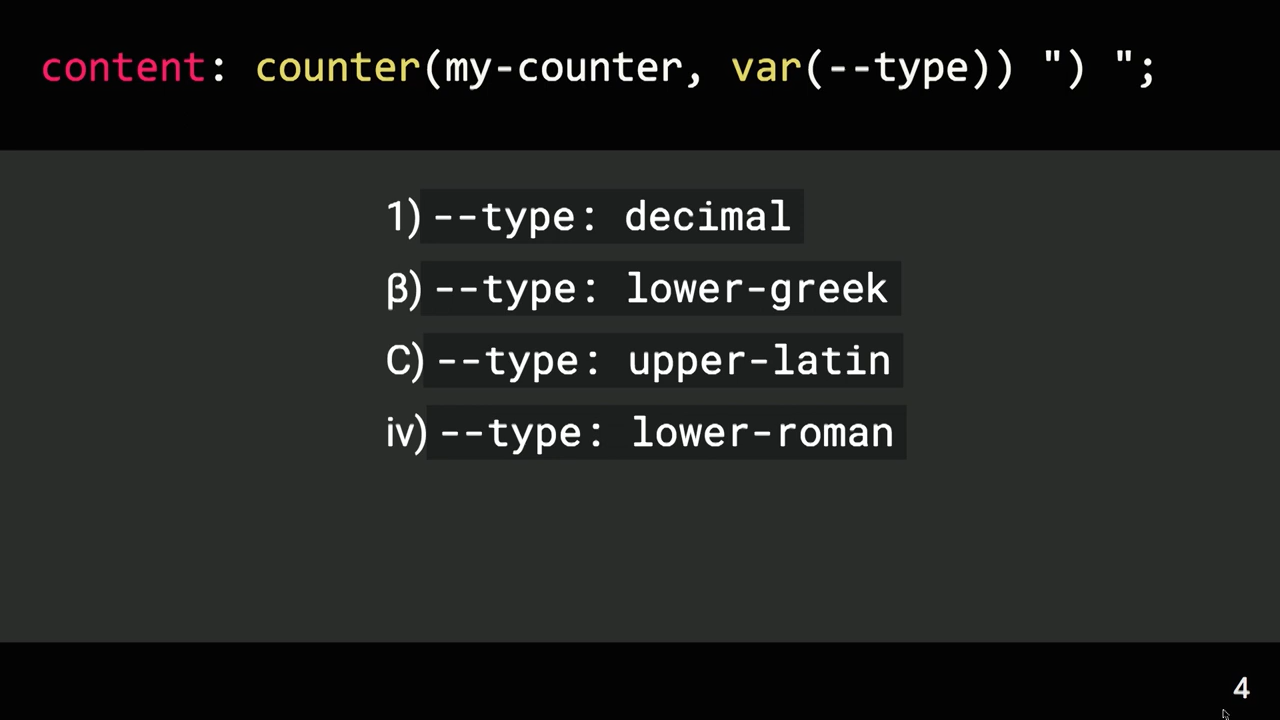 content: counter(my-counter, var(--type)) ") ";
1) --type: decimal
β) --type: lower-greek
C) --type: upper-latin
iv) --type: lower-roman
4